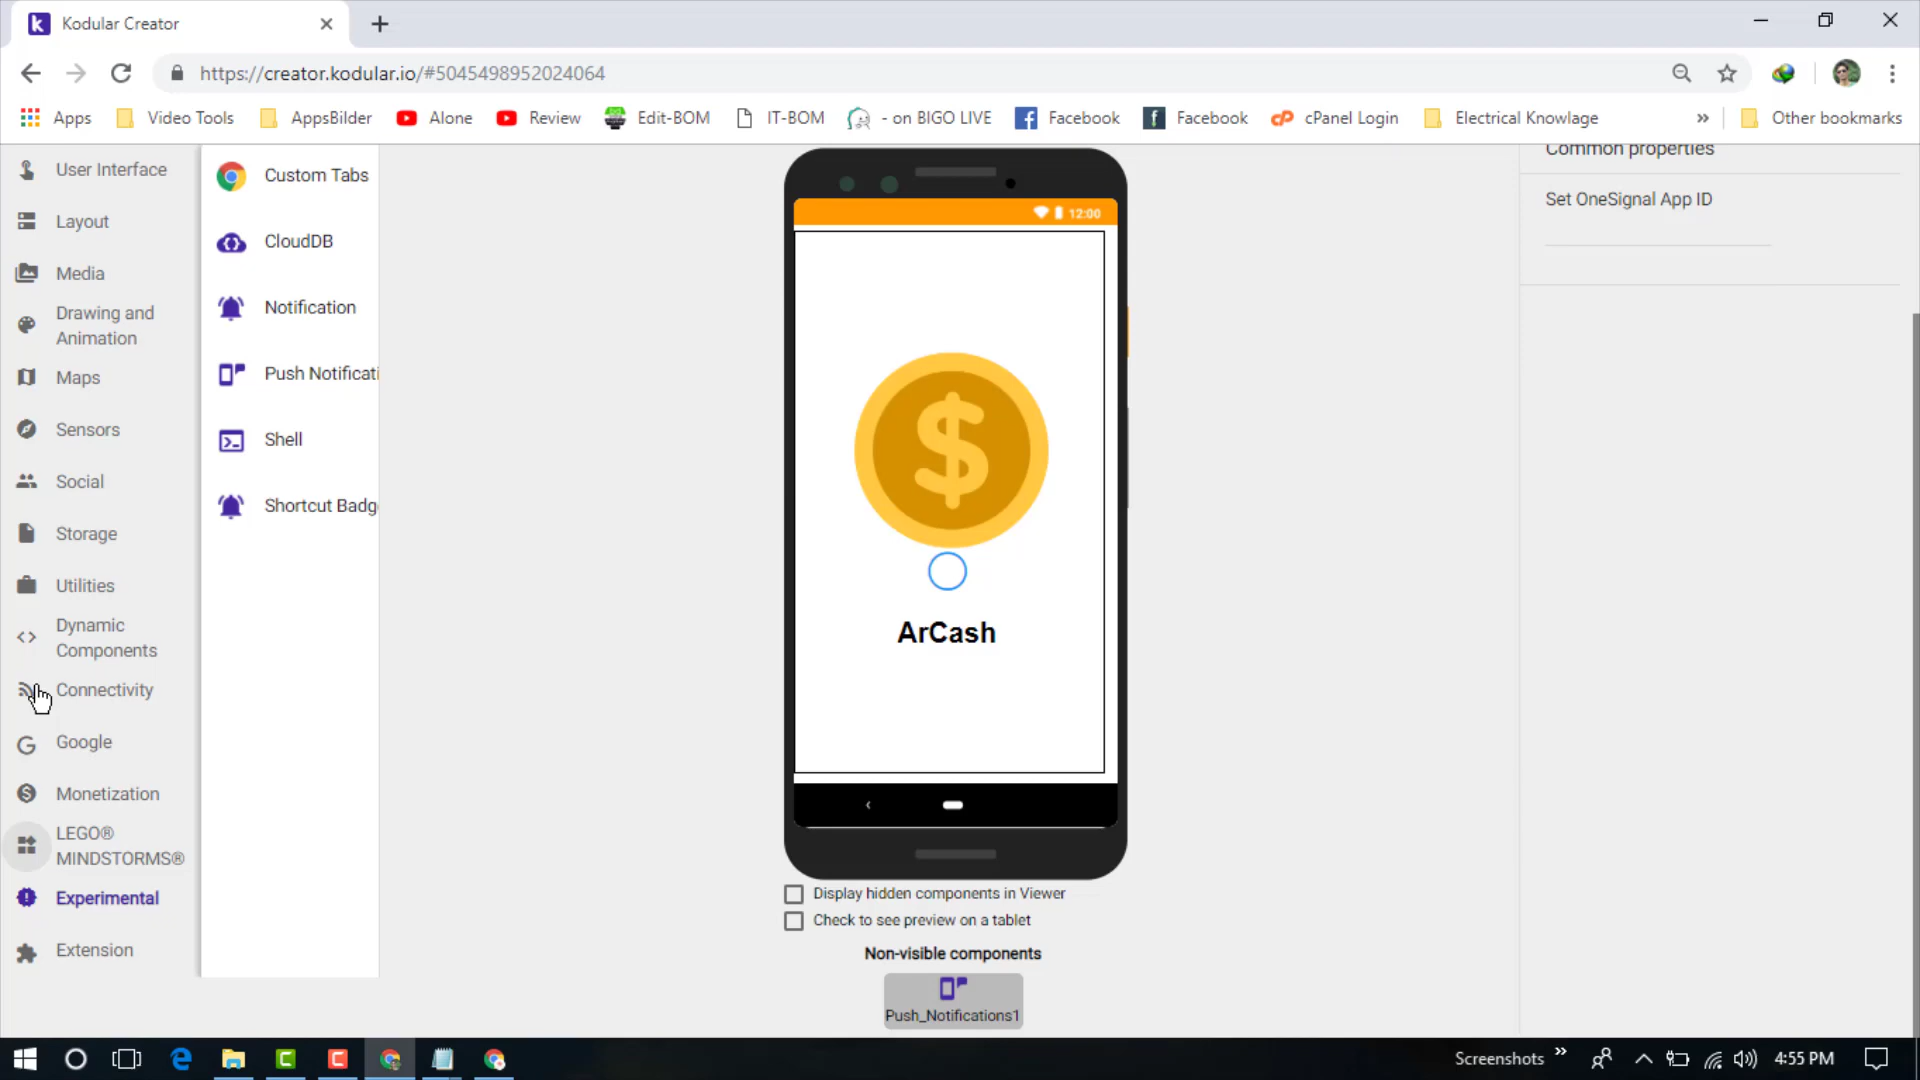 Kodular Creator
https://creator.kodular.io/#5045498952024064
Apps
Video Tools
AppsBilder
Alone
Review
Edit-BOM
IT-BOM
- on BIGO LIVE
Facebook
Facebook
cPanel Login
Electrical Knowlage
»
Other bookmarks
User Interface
Layout
Media
Drawing and
Animation
Maps
Sensors
Social
Storage
Utilities
Dynamic
Components
Connectivity
Google
Monetization
LEGO®
MINDSTORMS®
Experimental
Extension
Custom Tabs
CloudDB
Notification
Push Notificati
Shell
Shortcut Badg
12:00
$
ArCash
Display hidden components in Viewer
Check to see preview on a tablet
Non-visible components
Push_Notifications1
Common properties
Set OneSignal App ID
Screenshots
»
4:55 PM